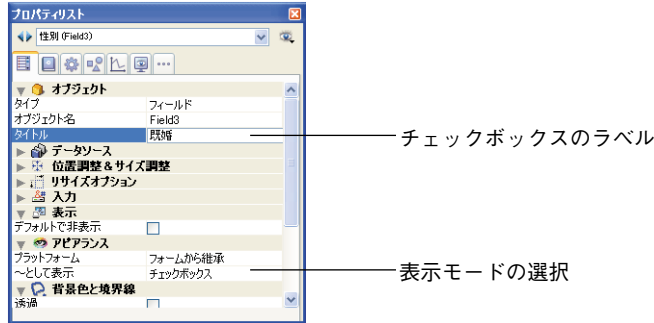 プロパティリスト
性別 (Field3)
オブジェクト
タイプ フィールド
オブジェクト名 Field3
タイトル 既婚
チェックボックスのラベル
データソース
位置調整&サイズ調整
リサイズオプション
入力
表示
デフォルトで非表示
アピアランス
プラットフォーム フォームから継承
~として表示 チェックボックス
表示モードの選択
背景色と境界線
透過